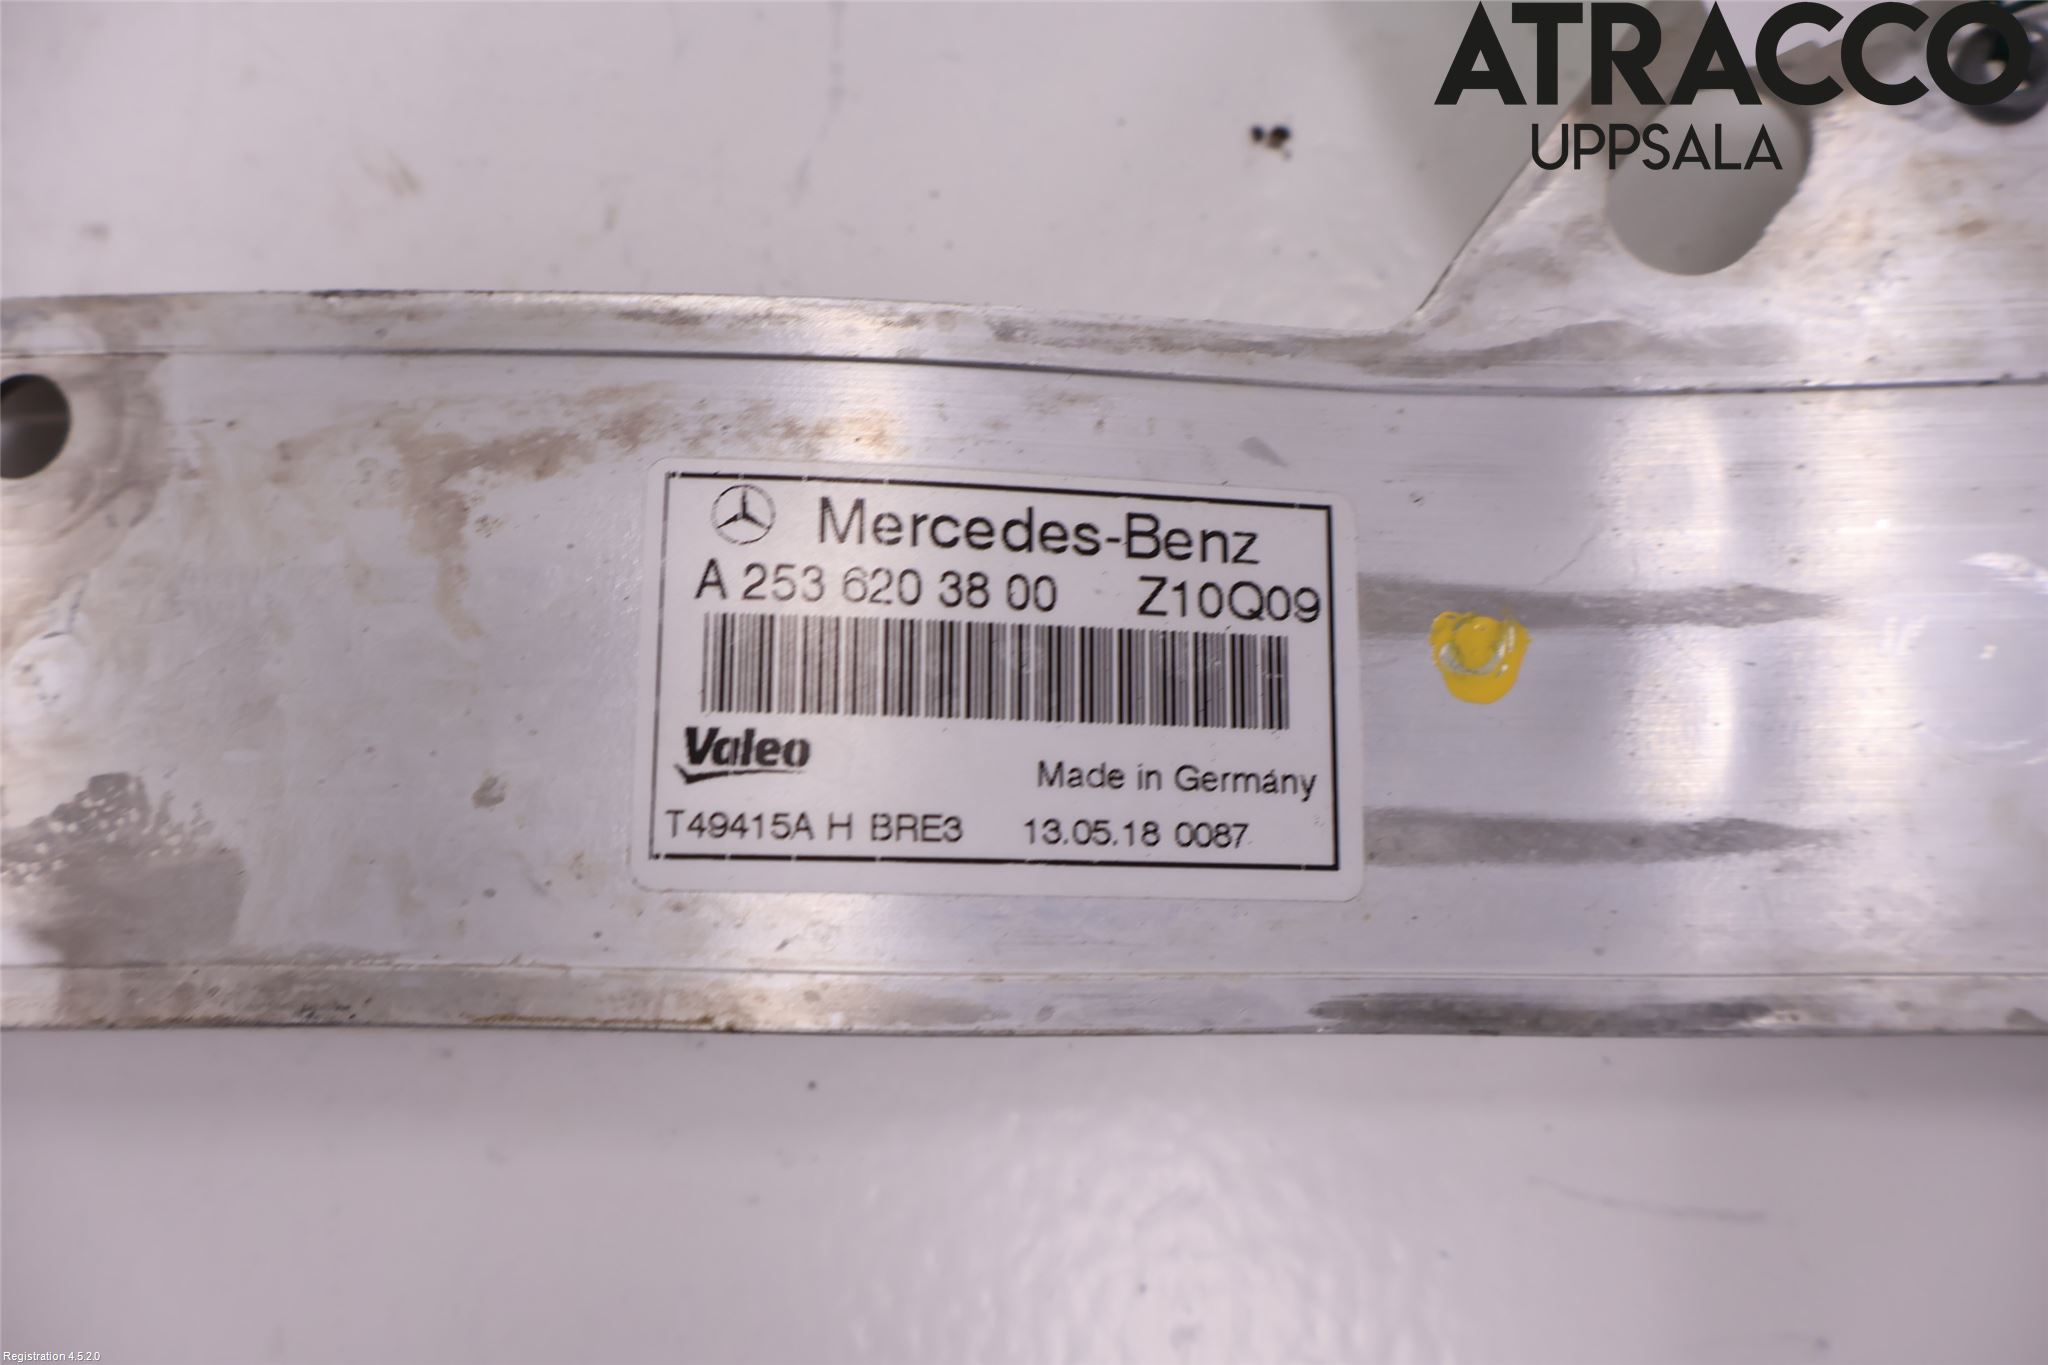 ATRACCO
UPPSALA
Mercedes-Benz
A 253 620 38 00 Z10Q09
Valeo
Made in Germany
T49415A H BRE3 13.05.18 0087
Registration 4.5.2.0